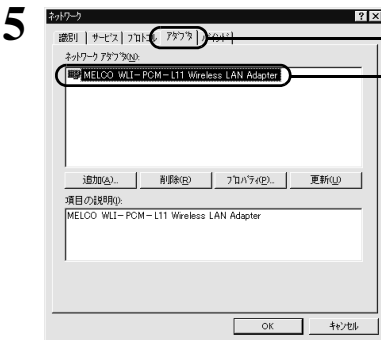 5
ネットワーク
識別 サービス プロトコル アダプタ バインド
ネットワーク アダプタ(N):
MELCO WLI-PCM-L11 Wireless LAN Adapter
追加(A)... 削除(R) プロパティ(P)... 更新(U)
項目の説明(I):
MELCO WLI-PCM-L11 Wireless LAN Adapter
OK キャンセル